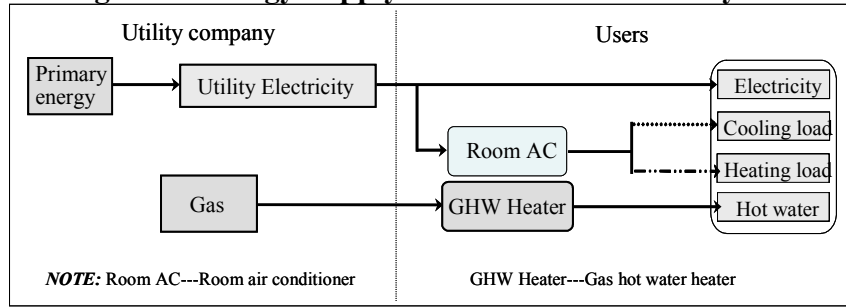 Utility company
Users
Primary
energy
Utility Electricity
Electricity
Cooling load
Room AC
Heating load
Gas
GHW Heater
Hot water
NOTE: Room AC---Room air conditioner
GHW Heater---Gas hot water heater